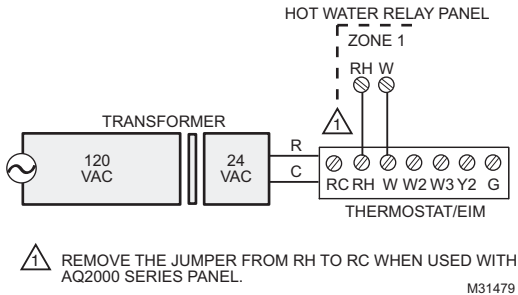 HOT WATER RELAY PANEL
ZONE 1
RH W
1
TRANSFORMER
120
VAC
24
VAC
R
C
RC RH W W2 W3 Y2 G
THERMOSTAT/EIM
1 REMOVE THE JUMPER FROM RH TO RC WHEN USED WITH
AQ2000 SERIES PANEL.
M31479